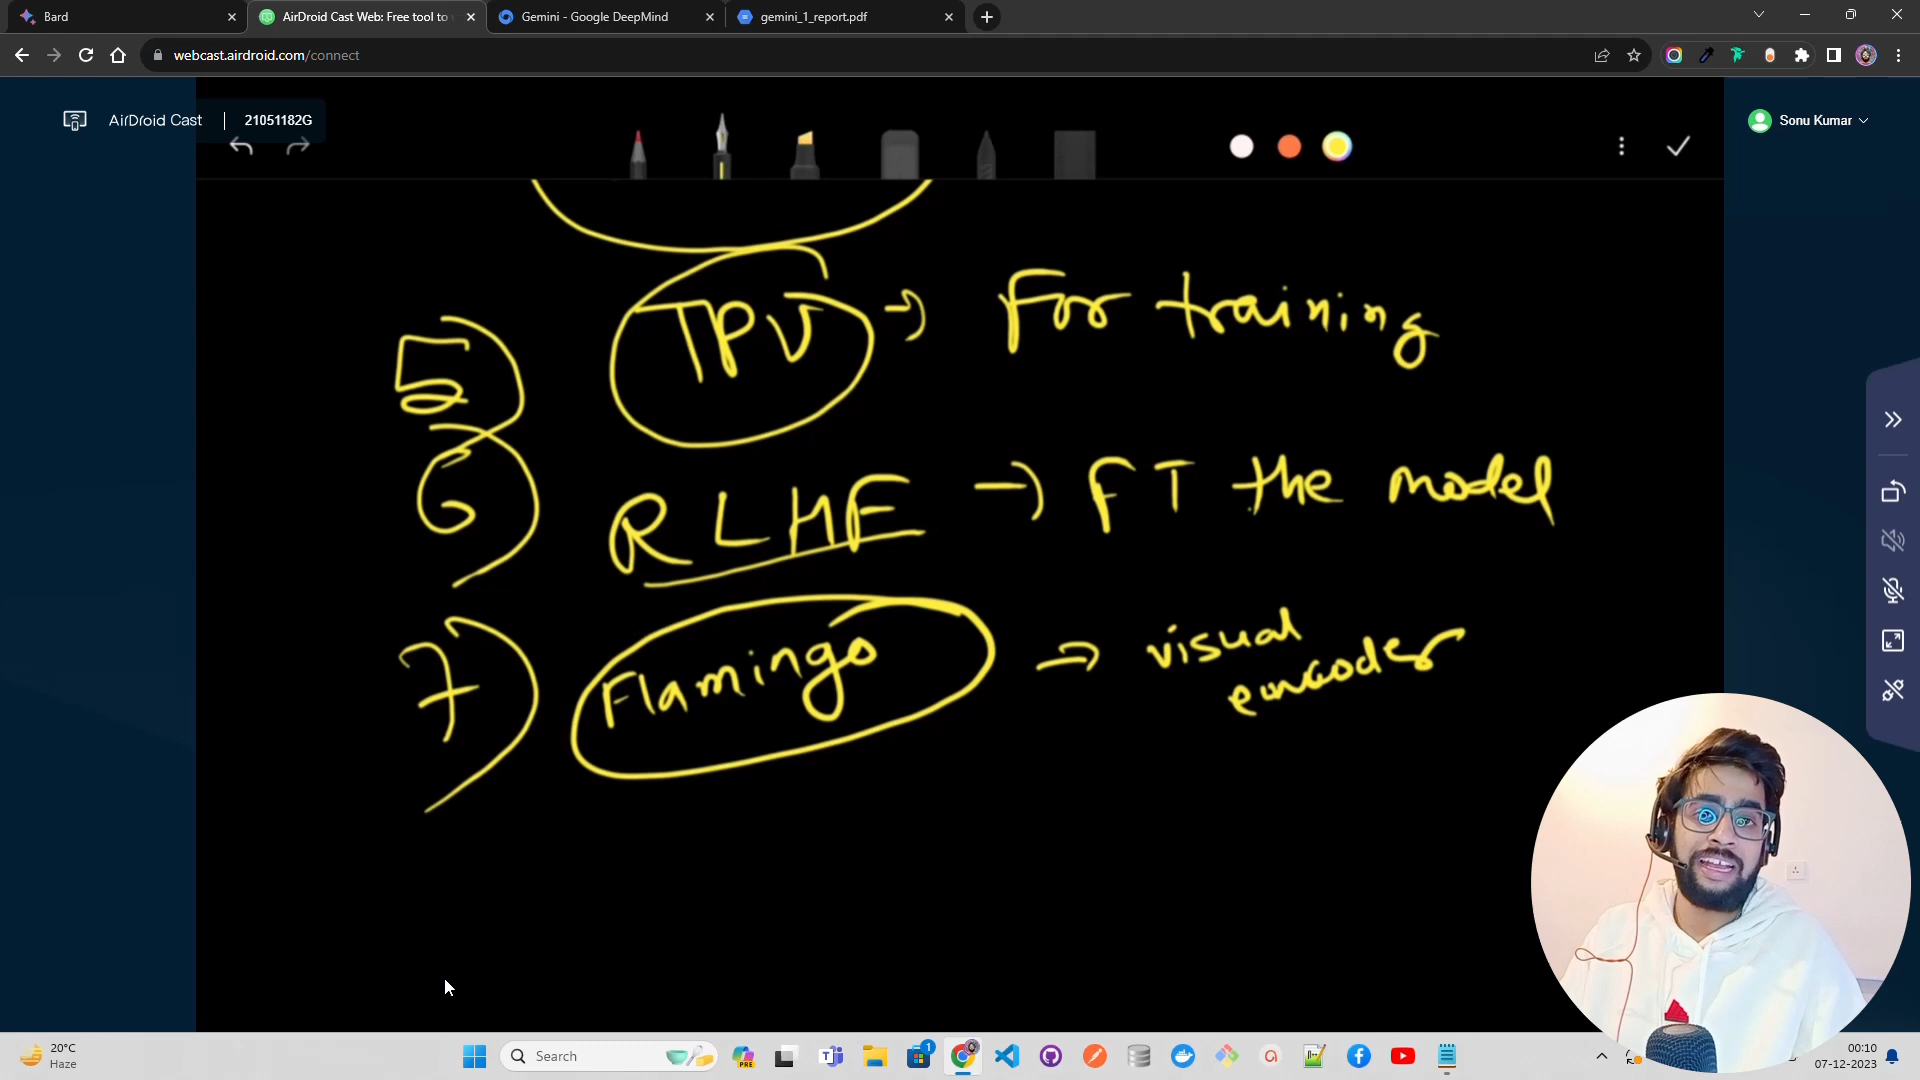 Bard
AirDroid Cast Web: Free tool to
Gemini - Google DeepMind
gemini_1_report.pdf
webcast.airdroid.com/connect
AirDroid Cast
21051182G
Sonu Kumar
5 TPU → For training
6 RLHF → FT the model
7 Flamingo → visual
encoder
20°C
Haze
Search
PRE
1
00:10
07-12-2023